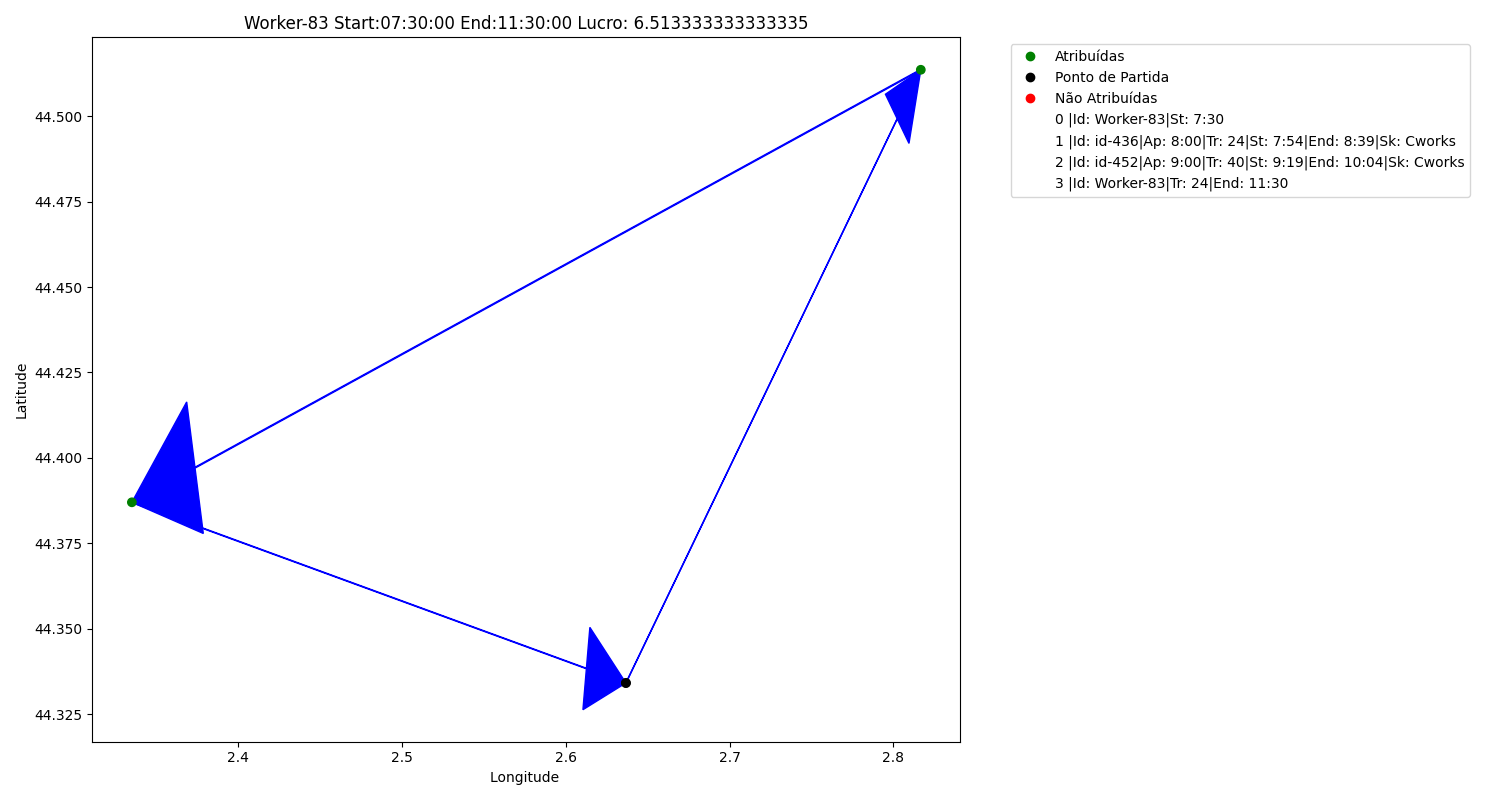 Worker-83 Start:07:30:00 End:11:30:00 Lucro: 6.513333333333335
Atribuídas
Ponto de Partida
Não Atribuídas
0 |Id: Worker-83|St: 7:30
1 |Id: id-436|Ap: 8:00|Tr: 24|St: 7:54|End: 8:39|Sk: Cworks
2 |Id: id-452|Ap: 9:00|Tr: 40|St: 9:19|End: 10:04|Sk: Cworks
3 |Id: Worker-83|Tr: 24|End: 11:30
Latitude
44.500
44.475
44.450
44.425
44.400
44.375
44.350
44.325
2.4
2.5
2.6
2.7
2.8
Longitude